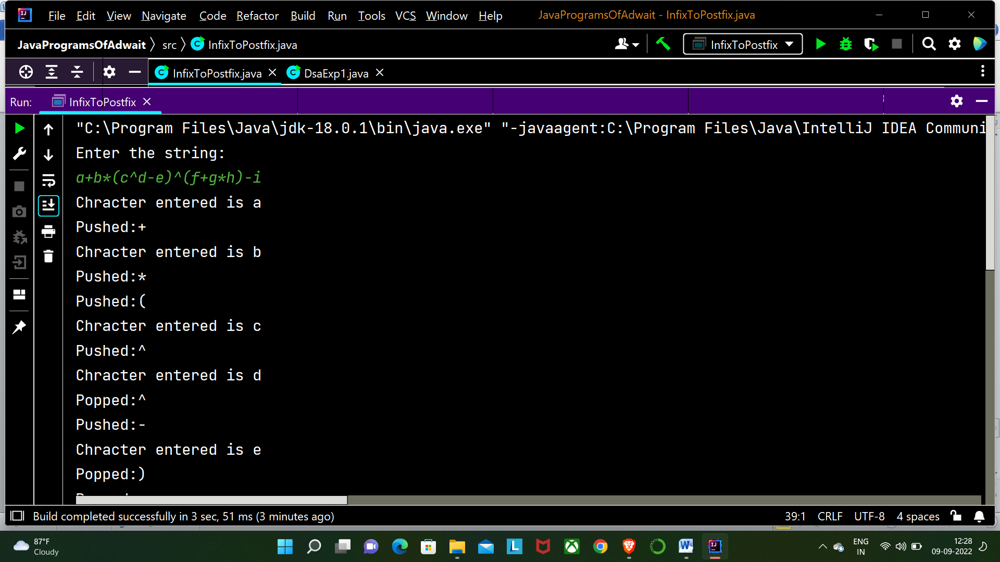 File Edit View Navigate Code Refactor Build Run Tools VCS Window Help JavaProgramsOfAdwait - InfixToPostfix.java
JavaProgramsOfAdwait src InfixToPostfix.java InfixToPostfix
InfixToPostfix.java DsaExp1.java
Run: InfixToPostfix
"C:\Program Files\Java\jdk-18.0.1\bin\java.exe" "-javaagent:C:\Program Files\Java\IntelliJ IDEA Communi
Enter the string:
a+b*(c^d-e)^(f+g*h)-i
Chracter entered is a
Pushed:+
Chracter entered is b
Pushed:*
Pushed:(
Chracter entered is c
Pushed:^
Chracter entered is d
Popped:^
Pushed:-
Chracter entered is e
Popped:)
Build completed successfully in 3 sec, 51 ms (3 minutes ago) 39:1 CRLF UTF-8 4 spaces
87°F
Cloudy
ENG
IN
12:28
09-09-2022